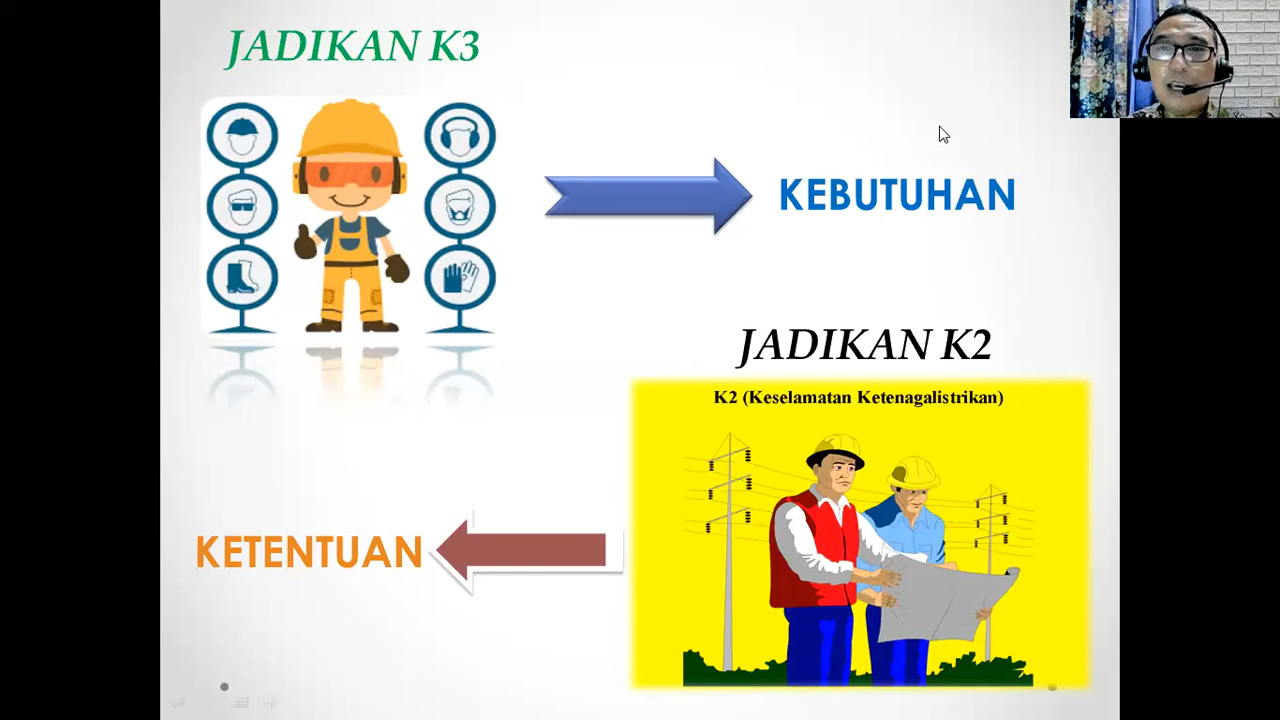 JADIKAN K3
KEBUTUHAN
JADIKAN K2
K2 (Keselamatan Ketenagalistrikan)
KETENTUAN